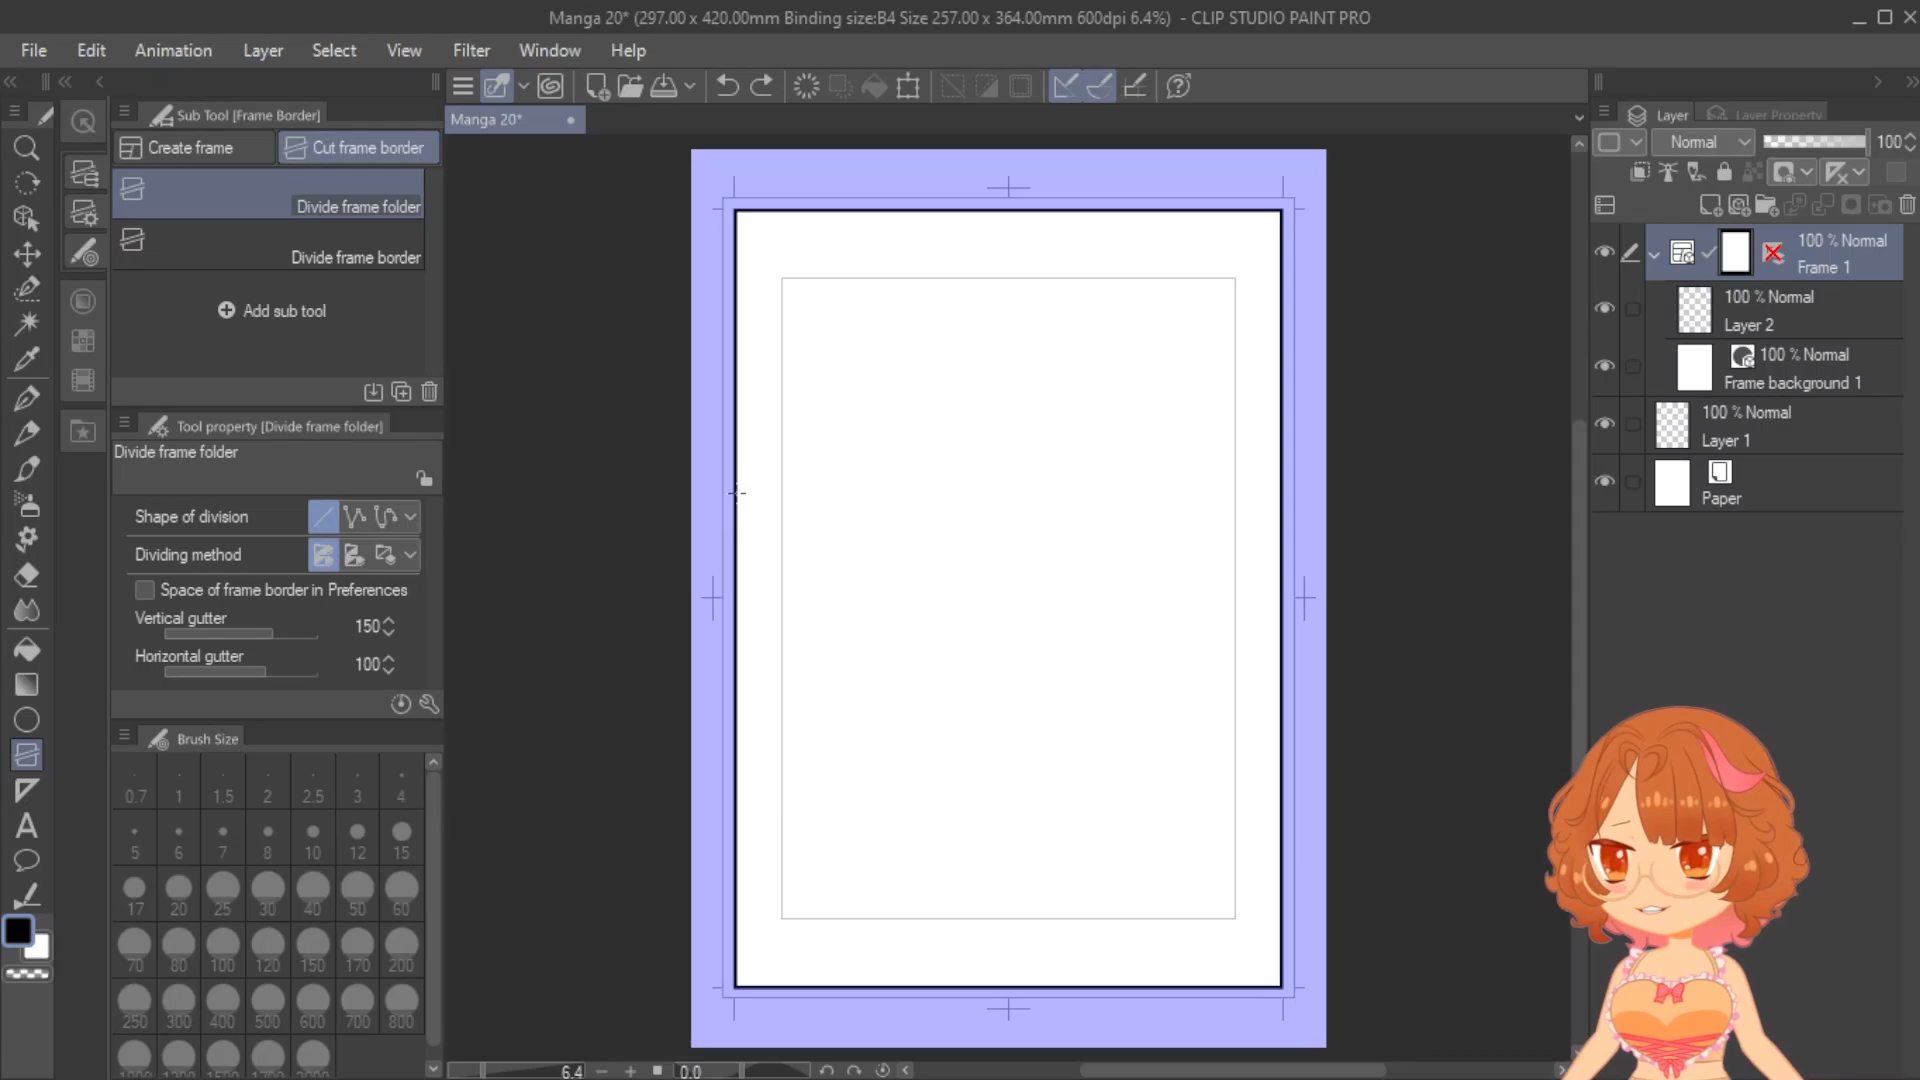 Manga 20* (297.00 x 420.00mm Binding size:B4 Size 257.00 x 364.00mm 600dpi 6.4%) - CLIP STUDIO PAINT PRO
File Edit Animation Layer Select View Filter Window Help
Sub Tool [Frame Border]
Create frame
Cut frame border
Divide frame folder
Divide frame border
Add sub tool
Tool property [Divide frame folder]
Divide frame folder
Shape of division
Dividing method
Space of frame border in Preferences
Vertical gutter 150
Horizontal gutter 100
Brush Size
0.7 1 1.5 2 2.5 3 4
5 6 7 8 10 12 15
17 20 25 30 40 50 60
70 80 100 120 150 170 200
250 300 400 500 600 700 800
Manga 20*
6.4
0.0
Layer
Layer Property
Normal
100
100 % Normal
Frame 1
100 % Normal
Layer 2
100 % Normal
Frame background 1
100 % Normal
Layer 1
Paper